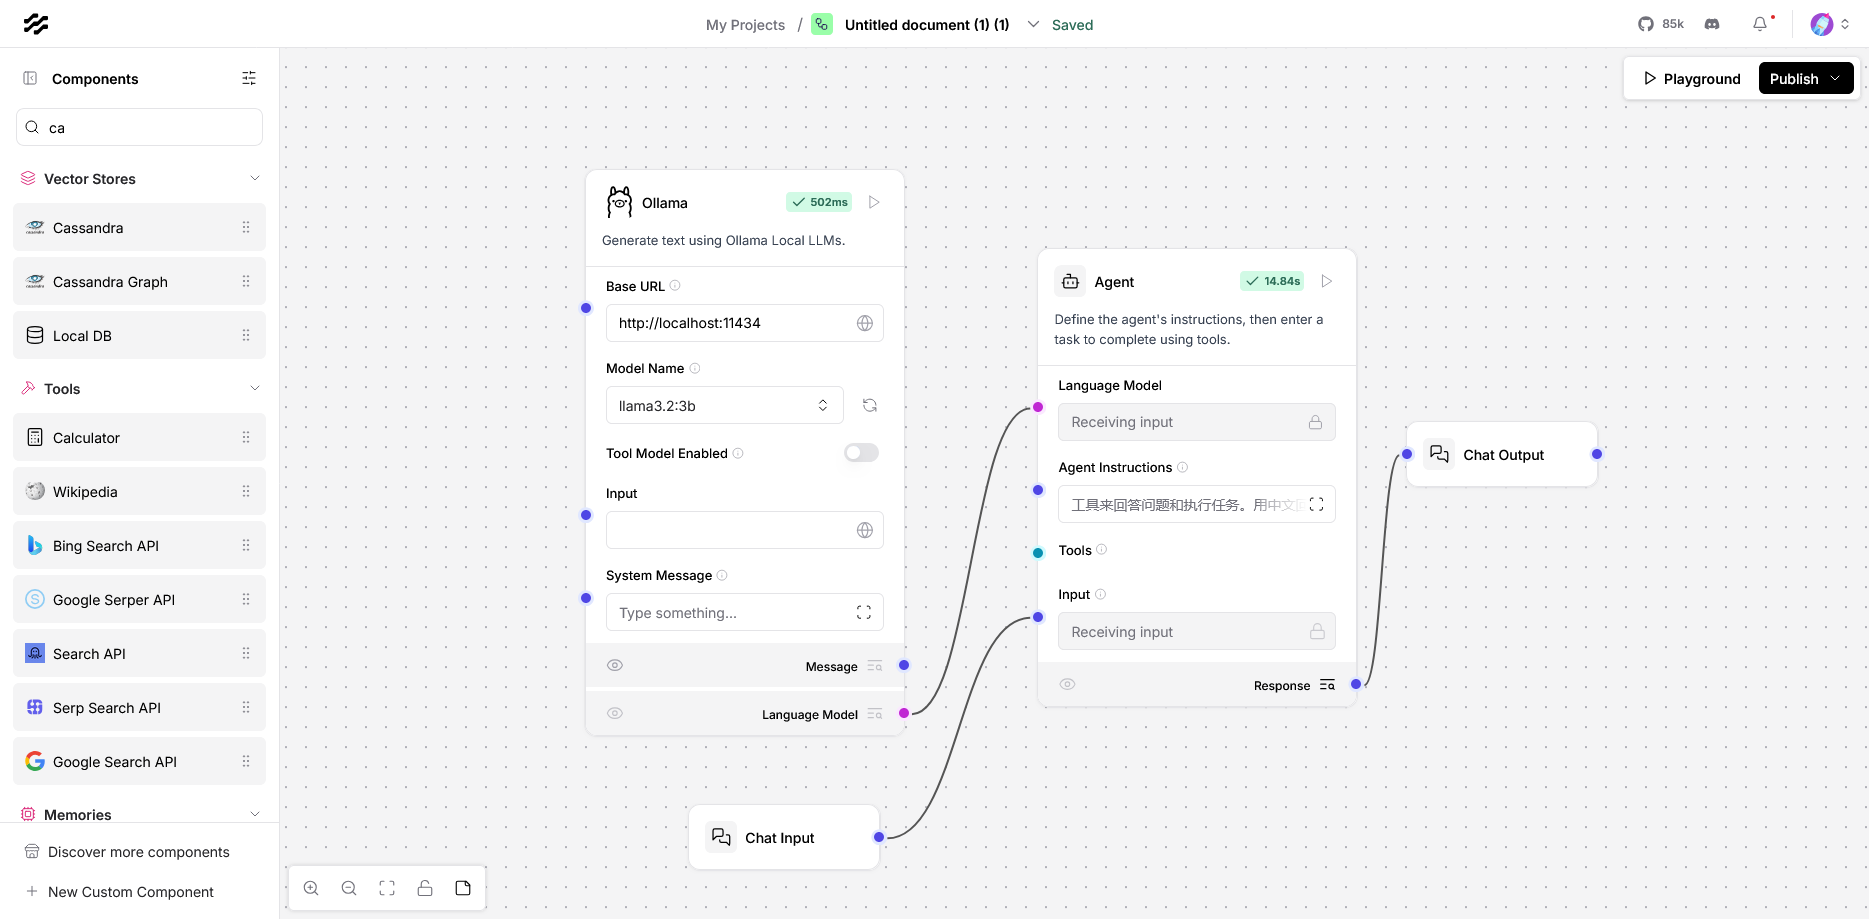 My Projects / Untitled document (1) (1) Saved
85k
Components
ca
Vector Stores
Cassandra
Cassandra Graph
Local DB
Tools
Calculator
Wikipedia
Bing Search API
Google Serper API
Search API
Serp Search API
Google Search API
Memories
Discover more components
New Custom Component
Playground
Publish
Ollama
502ms
Generate text using Ollama Local LLMs.
Base URL
http://localhost:11434
Model Name
llama3.2:3b
Tool Model Enabled
Input
System Message
Type something...
Message
Language Model
Chat Input
Agent
14.84s
Define the agent's instructions, then enter a
task to complete using tools.
Language Model
Receiving input
Agent Instructions
工具来回答问题和执行任务。用中文
Tools
Input
Receiving input
Response
Chat Output